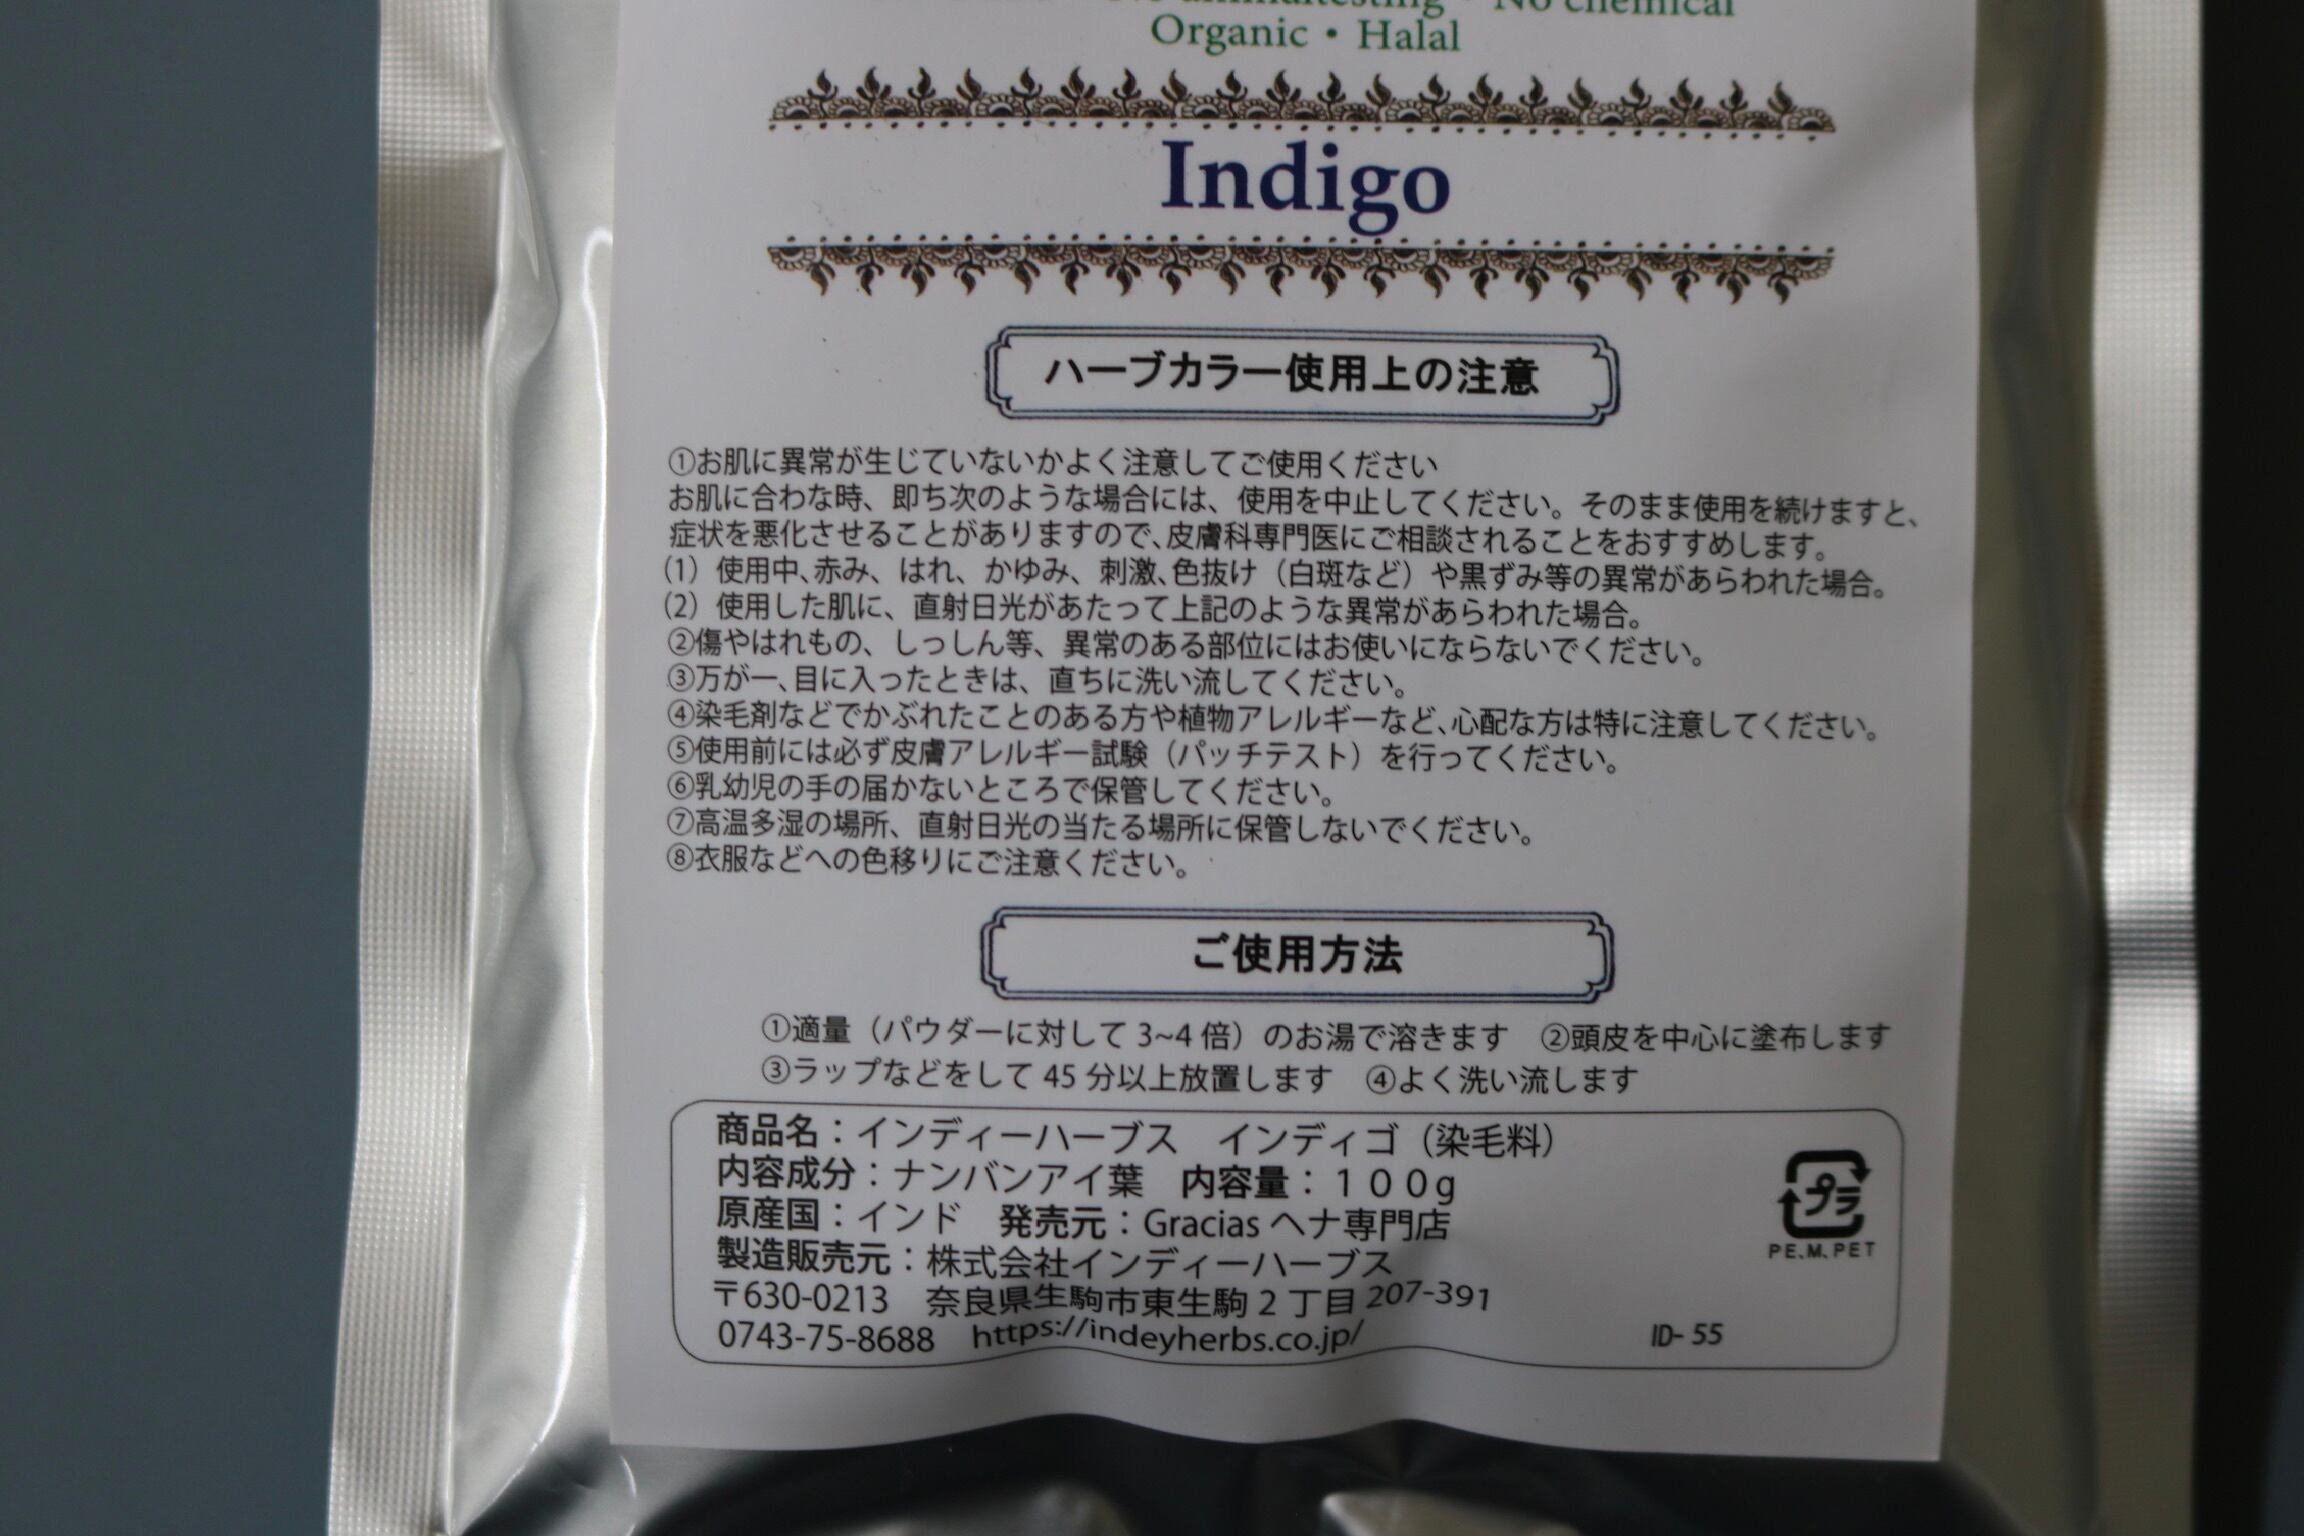 No animaltesting・No chemical
Organic・Halal
Indigo
ハーブカラー使用上の注意
①お肌に異常が生じていないかよく注意してご使用ください
お肌に合わな時、即ち次のような場合には、使用を中止してください。そのまま使用を続けますと、
症状を悪化させることがありますので、皮膚科専門医にご相談されることをおすすめします。
(1) 使用中、赤み、はれ、かゆみ、刺激、色抜け（白斑など）や黒ずみ等の異常があらわれた場合。
(2) 使用した肌に、直射日光があたって上記のような異常があらわれた場合。
②傷やはれもの、しっしん等、異常のある部位にはお使いにならないでください。
③万が一、目に入ったときは、直ちに洗い流してください。
④染毛剤などでかぶれたことのある方や植物アレルギーなど、心配な方は特に注意してください。
⑤使用前には必ず皮膚アレルギー試験（パッチテスト）を行ってください。
⑥乳幼児の手の届かないところで保管してください。
⑦高温多湿の場所、直射日光の当たる場所に保管しないでください。
⑧衣服などへの色移りにご注意ください。
ご使用方法
①適量（パウダーに対して 3~4 倍）のお湯で溶きます　②頭皮を中心に塗布します
③ラップなどをして 45 分以上放置します　④よく洗い流します
商品名：インディーハーブス　インディゴ（染毛料）
内容成分：ナンバンアイ葉　内容量：１００g
原産国：インド　発売元：Gracias ヘナ専門店
製造販売元：株式会社インディーハーブス
〒630-0213　奈良県生駒市東生駒 2 丁目 207-391
0743-75-8688　https://indeyherbs.co.jp/
ID- 55
プラ
PE、M、PET